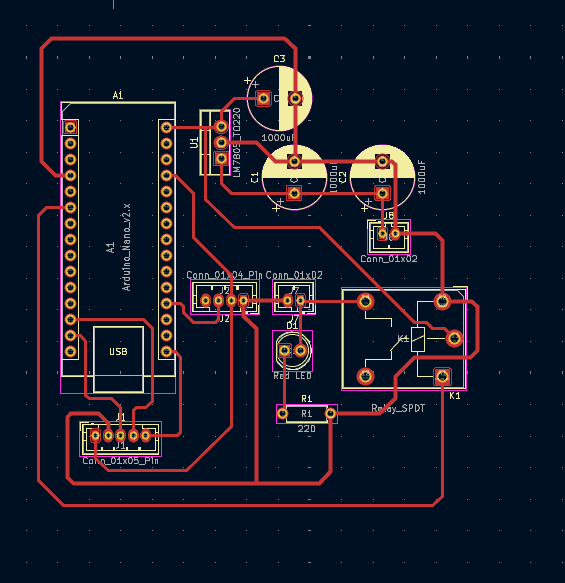 C3
A1
1000uF
U1
LM7805_TO220
C1
1000uF
C2
1000uF
J6
Conn_01x02
A1
Arduino_Nano_v2.x
Conn_01x04_Pin
Conn_01x02
J2
J7
D1
Red LED
USB
K1
K1
Relay_SPDT
R1
R1
220
J1
J1
Conn_01x05_Pin